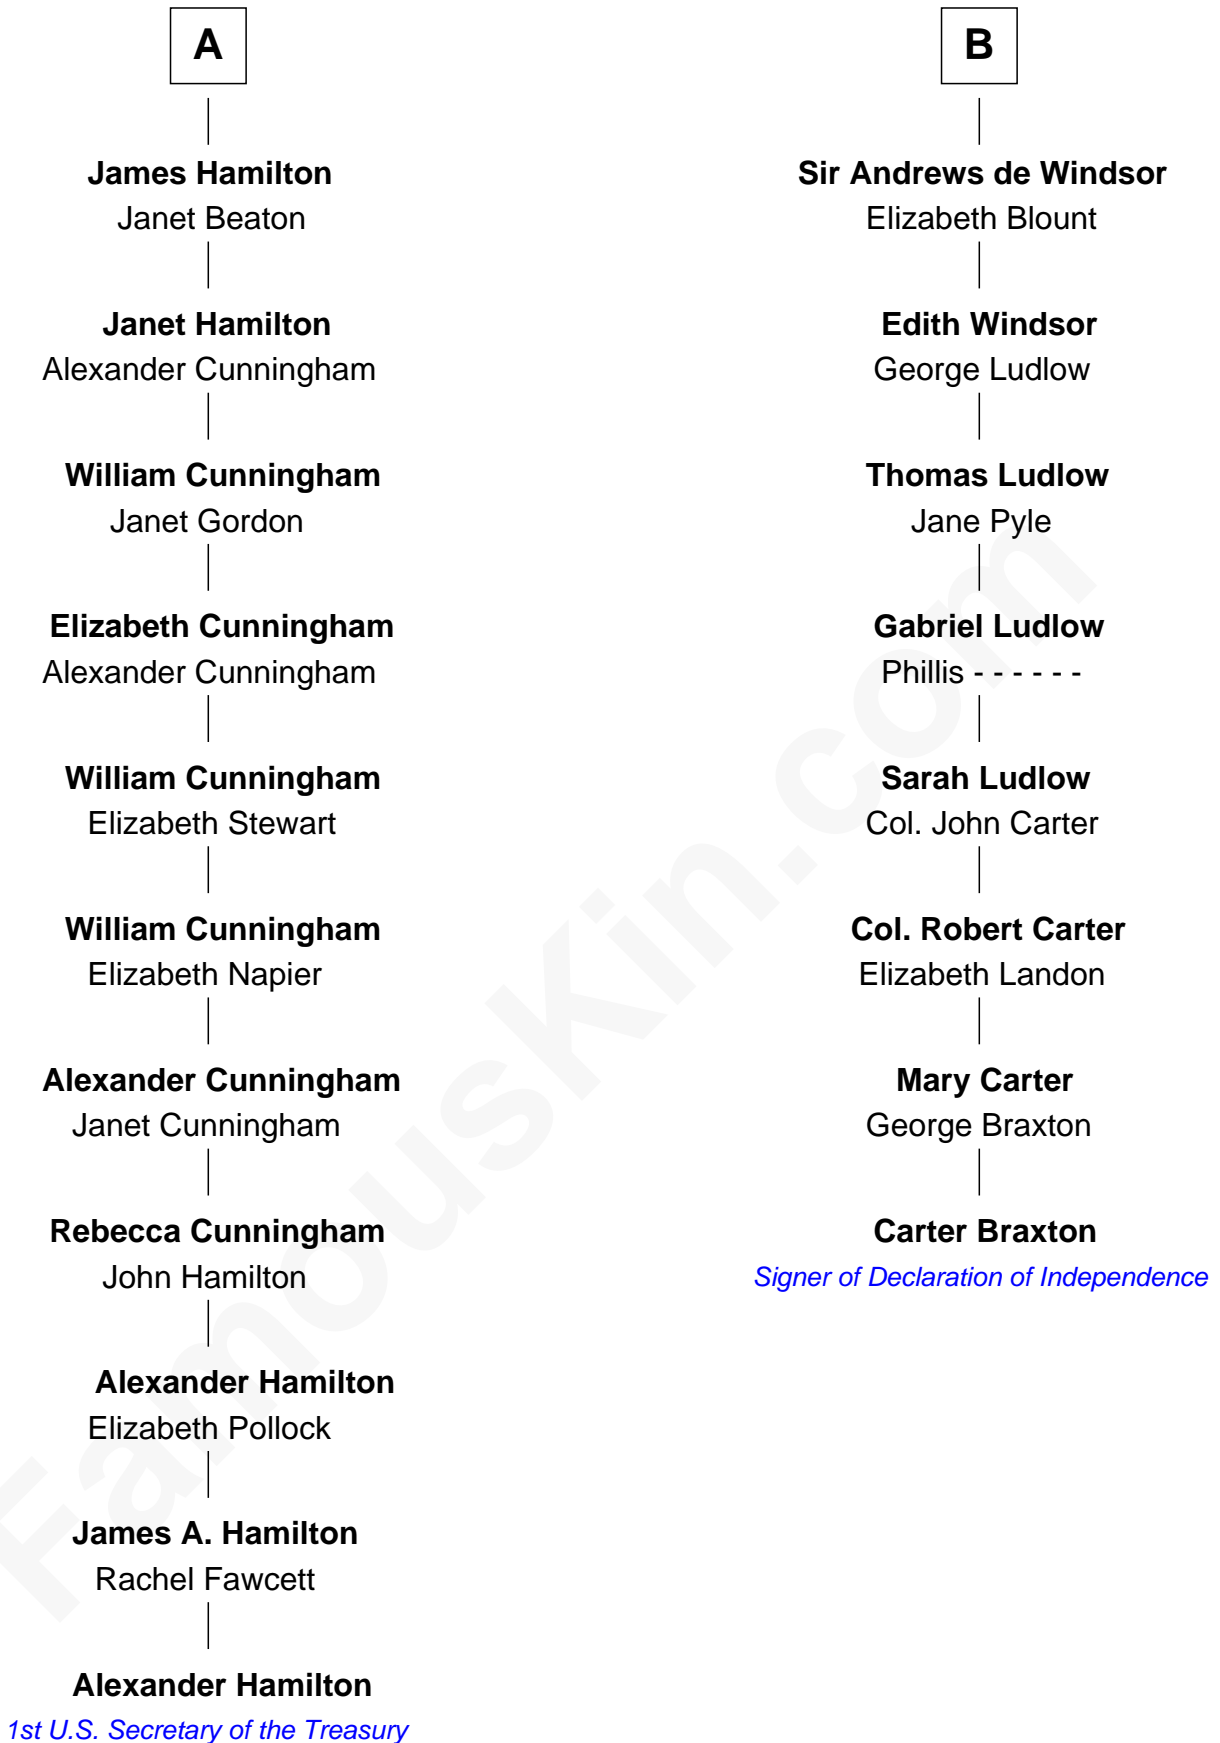 A
James Hamilton
Janet Beaton
Janet Hamilton
Alexander Cunningham
William Cunningham
Janet Gordon
Elizabeth Cunningham
Alexander Cunningham
William Cunningham
Elizabeth Stewart
William Cunningham
Elizabeth Napier
Alexander Cunningham
Janet Cunningham
Rebecca Cunningham
John Hamilton
Alexander Hamilton
Elizabeth Pollock
James A. Hamilton
Rachel Fawcett
Alexander Hamilton
1st U.S. Secretary of the Treasury
B
Sir Andrews de Windsor
Elizabeth Blount
Edith Windsor
George Ludlow
Thomas Ludlow
Jane Pyle
Gabriel Ludlow
Phillis - - - - - -
Sarah Ludlow
Col. John Carter
Col. Robert Carter
Elizabeth Landon
Mary Carter
George Braxton
Carter Braxton
Signer of Declaration of Independence
FamousKin.com